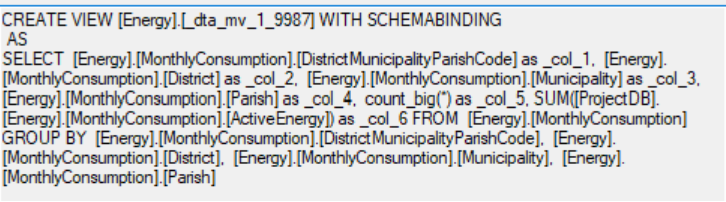 CREATE VIEW [Energy].[_dta_mv_1_9987] WITH SCHEMABINDING
AS
SELECT [Energy].[MonthlyConsumption].[DistrictMunicipalityParishCode] as _col_1, [Energy].
[MonthlyConsumption].[District] as _col_2, [Energy].[MonthlyConsumption].[Municipality] as _col_3,
[Energy].[MonthlyConsumption].[Parish] as _col_4, count_big(*) as _col_5, SUM([ProjectDB].
[Energy].[MonthlyConsumption].[ActiveEnergy]) as _col_6 FROM [Energy].[MonthlyConsumption]
GROUP BY [Energy].[MonthlyConsumption].[DistrictMunicipalityParishCode], [Energy].
[MonthlyConsumption].[District], [Energy].[MonthlyConsumption].[Municipality], [Energy].
[MonthlyConsumption].[Parish]